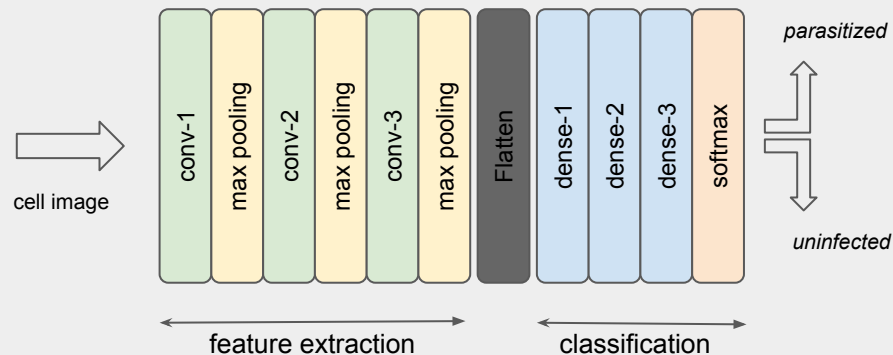 cell image
conv-1
max pooling
conv-2
max pooling
conv-3
max pooling
Flatten
dense-1
dense-2
dense-3
softmax
parasitized
uninfected
feature extraction
classification